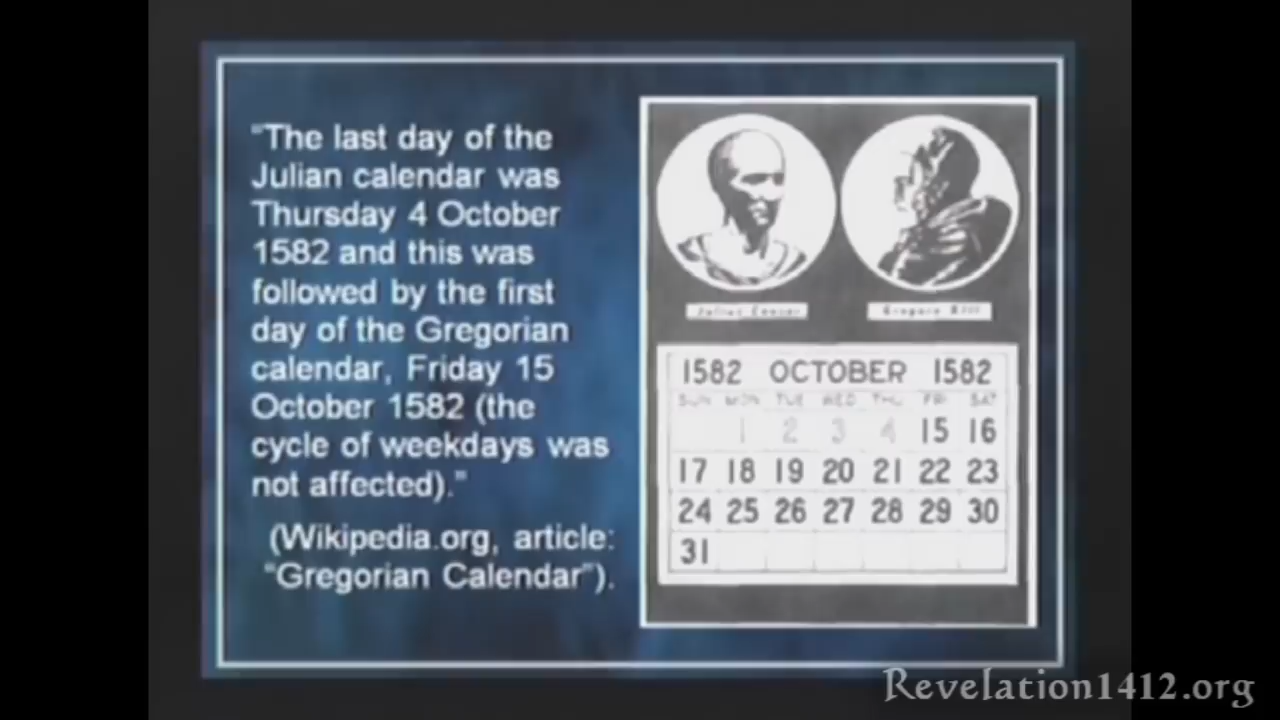 "The last day of the
Julian calendar was
Thursday 4 October
1582 and this was
followed by the first
day of the Gregorian
calendar, Friday 15
October 1582 (the
cycle of weekdays was
not affected)."
(Wikipedia.org, article:
"Gregorian Calendar").
Julius Caesar
1582 OCTOBER 1582
SUN MON TUE WED THU FRI SAT
1 2 3 4 15 16
17 18 19 20 21 22 23
24 25 26 27 28 29 30
31
Revelation1412.org